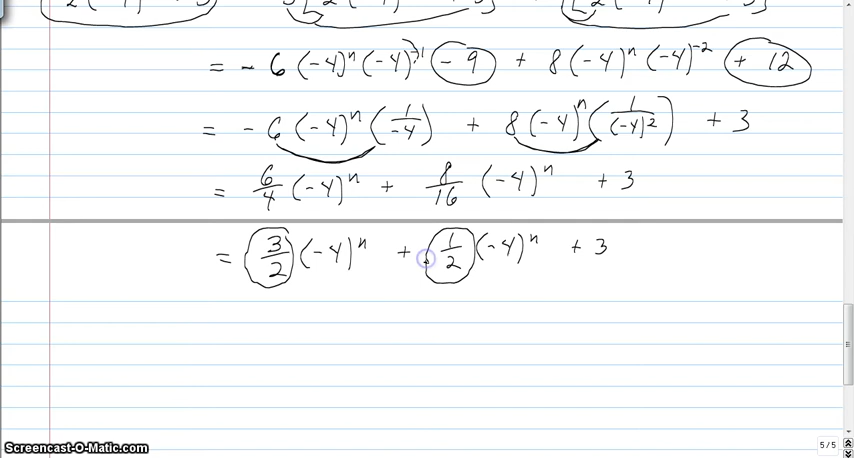 = - 6 (-4)ⁿ (-4)⁻¹ - 9 + 8 (-4)ⁿ (-4)⁻² + 12
= - 6 (-4)ⁿ (1/-4) + 8 (-4)ⁿ (1/(-4)²) + 3
= 6/4 (-4)ⁿ + 8/16 (-4)ⁿ + 3
= 3/2 (-4)ⁿ + 1/2 (-4)ⁿ + 3
5/5
Screencast-O-Matic.com